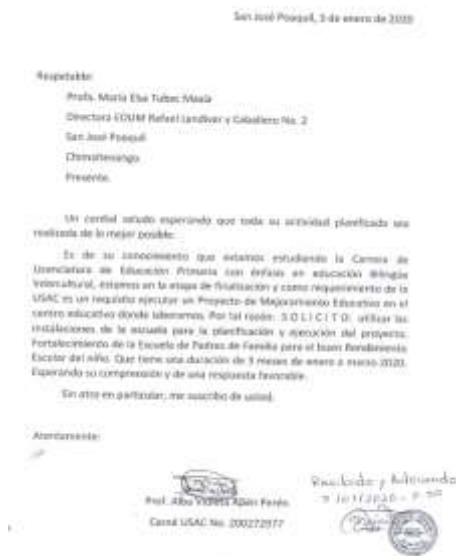 San José Poaquil, 3 de enero de 2020
Respetable:
Profa. María Elsa Tubac
Directora EOUM Rafael Landívar y Caballero No. 2
San José Poaquil
Chimaltenango.
Presente.
Un cordial saludo esperando que toda su actividad planificada sea
realizada de lo mejor posible.
Es de su conocimiento que estamos estudiando la Carrera de
Licenciatura de Educación Primaria con énfasis en educación Bilingüe
Intercultural, estamos en la etapa de finalización y como requerimiento de la
USAC es un requisito ejecutar un Proyecto de Mejoramiento Educativo en el
centro educativo donde laboramos. Por tal razón: S O L I C I T O: utilizar las
instalaciones de la escuela para la planificación y ejecución del proyecto:
Fortalecimiento de la Escuela de Padres de Familia para el buen Rendimiento
Escolar del niño. Que tiene una duración de 3 meses de enero a marzo 2020.
Esperando su comprensión y de una respuesta favorable.
Sin otro en particular, me suscribo de usted.
Atentamente:
Recibido y Autorizado
Prof. Alba Violeta
Carné USAC No. 200272977